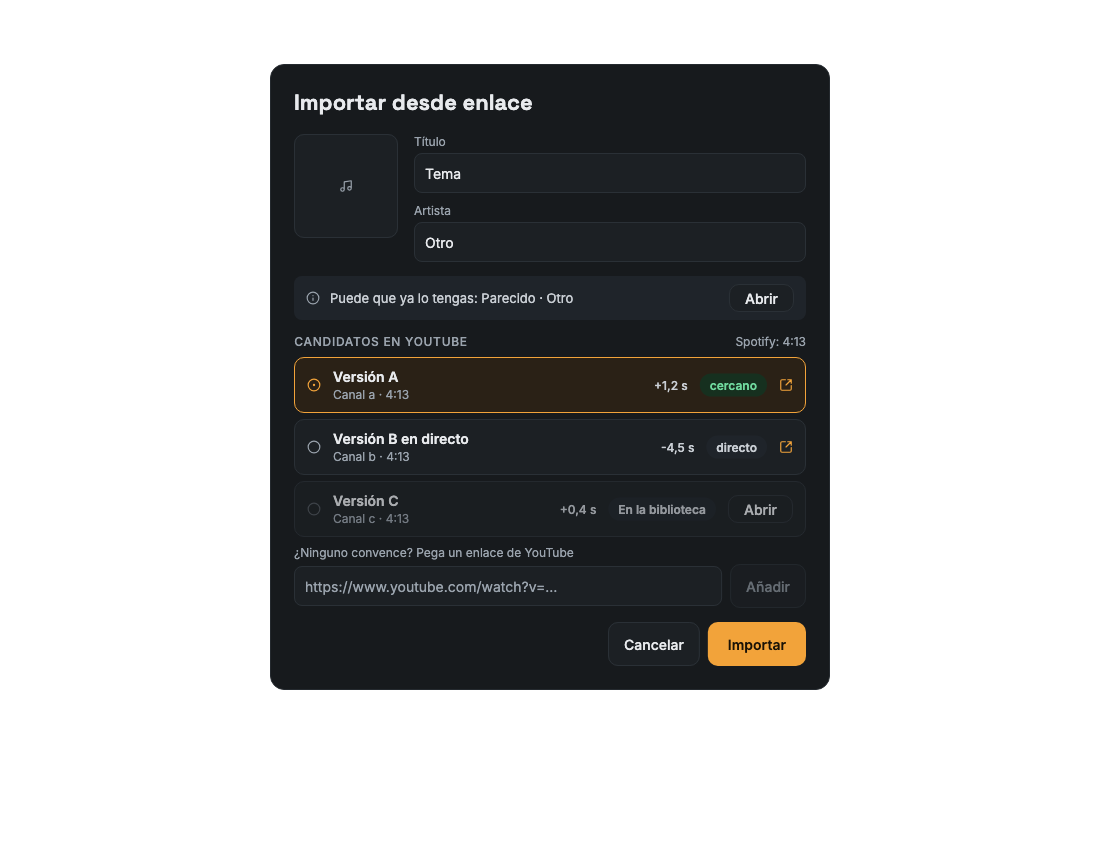 Importar desde enlace
Título
Tema
Artista
Otro
Puede que ya lo tengas: Parecido · Otro
Abrir
CANDIDATOS EN YOUTUBE
Spotify: 4:13
Versión A
Canal a · 4:13
+1,2 s
cercano
Versión B en directo
Canal b · 4:13
-4,5 s
directo
Versión C
Canal c · 4:13
+0,4 s
En la biblioteca
Abrir
¿Ninguno convence? Pega un enlace de YouTube
https://www.youtube.com/watch?v=...
Añadir
Cancelar
Importar